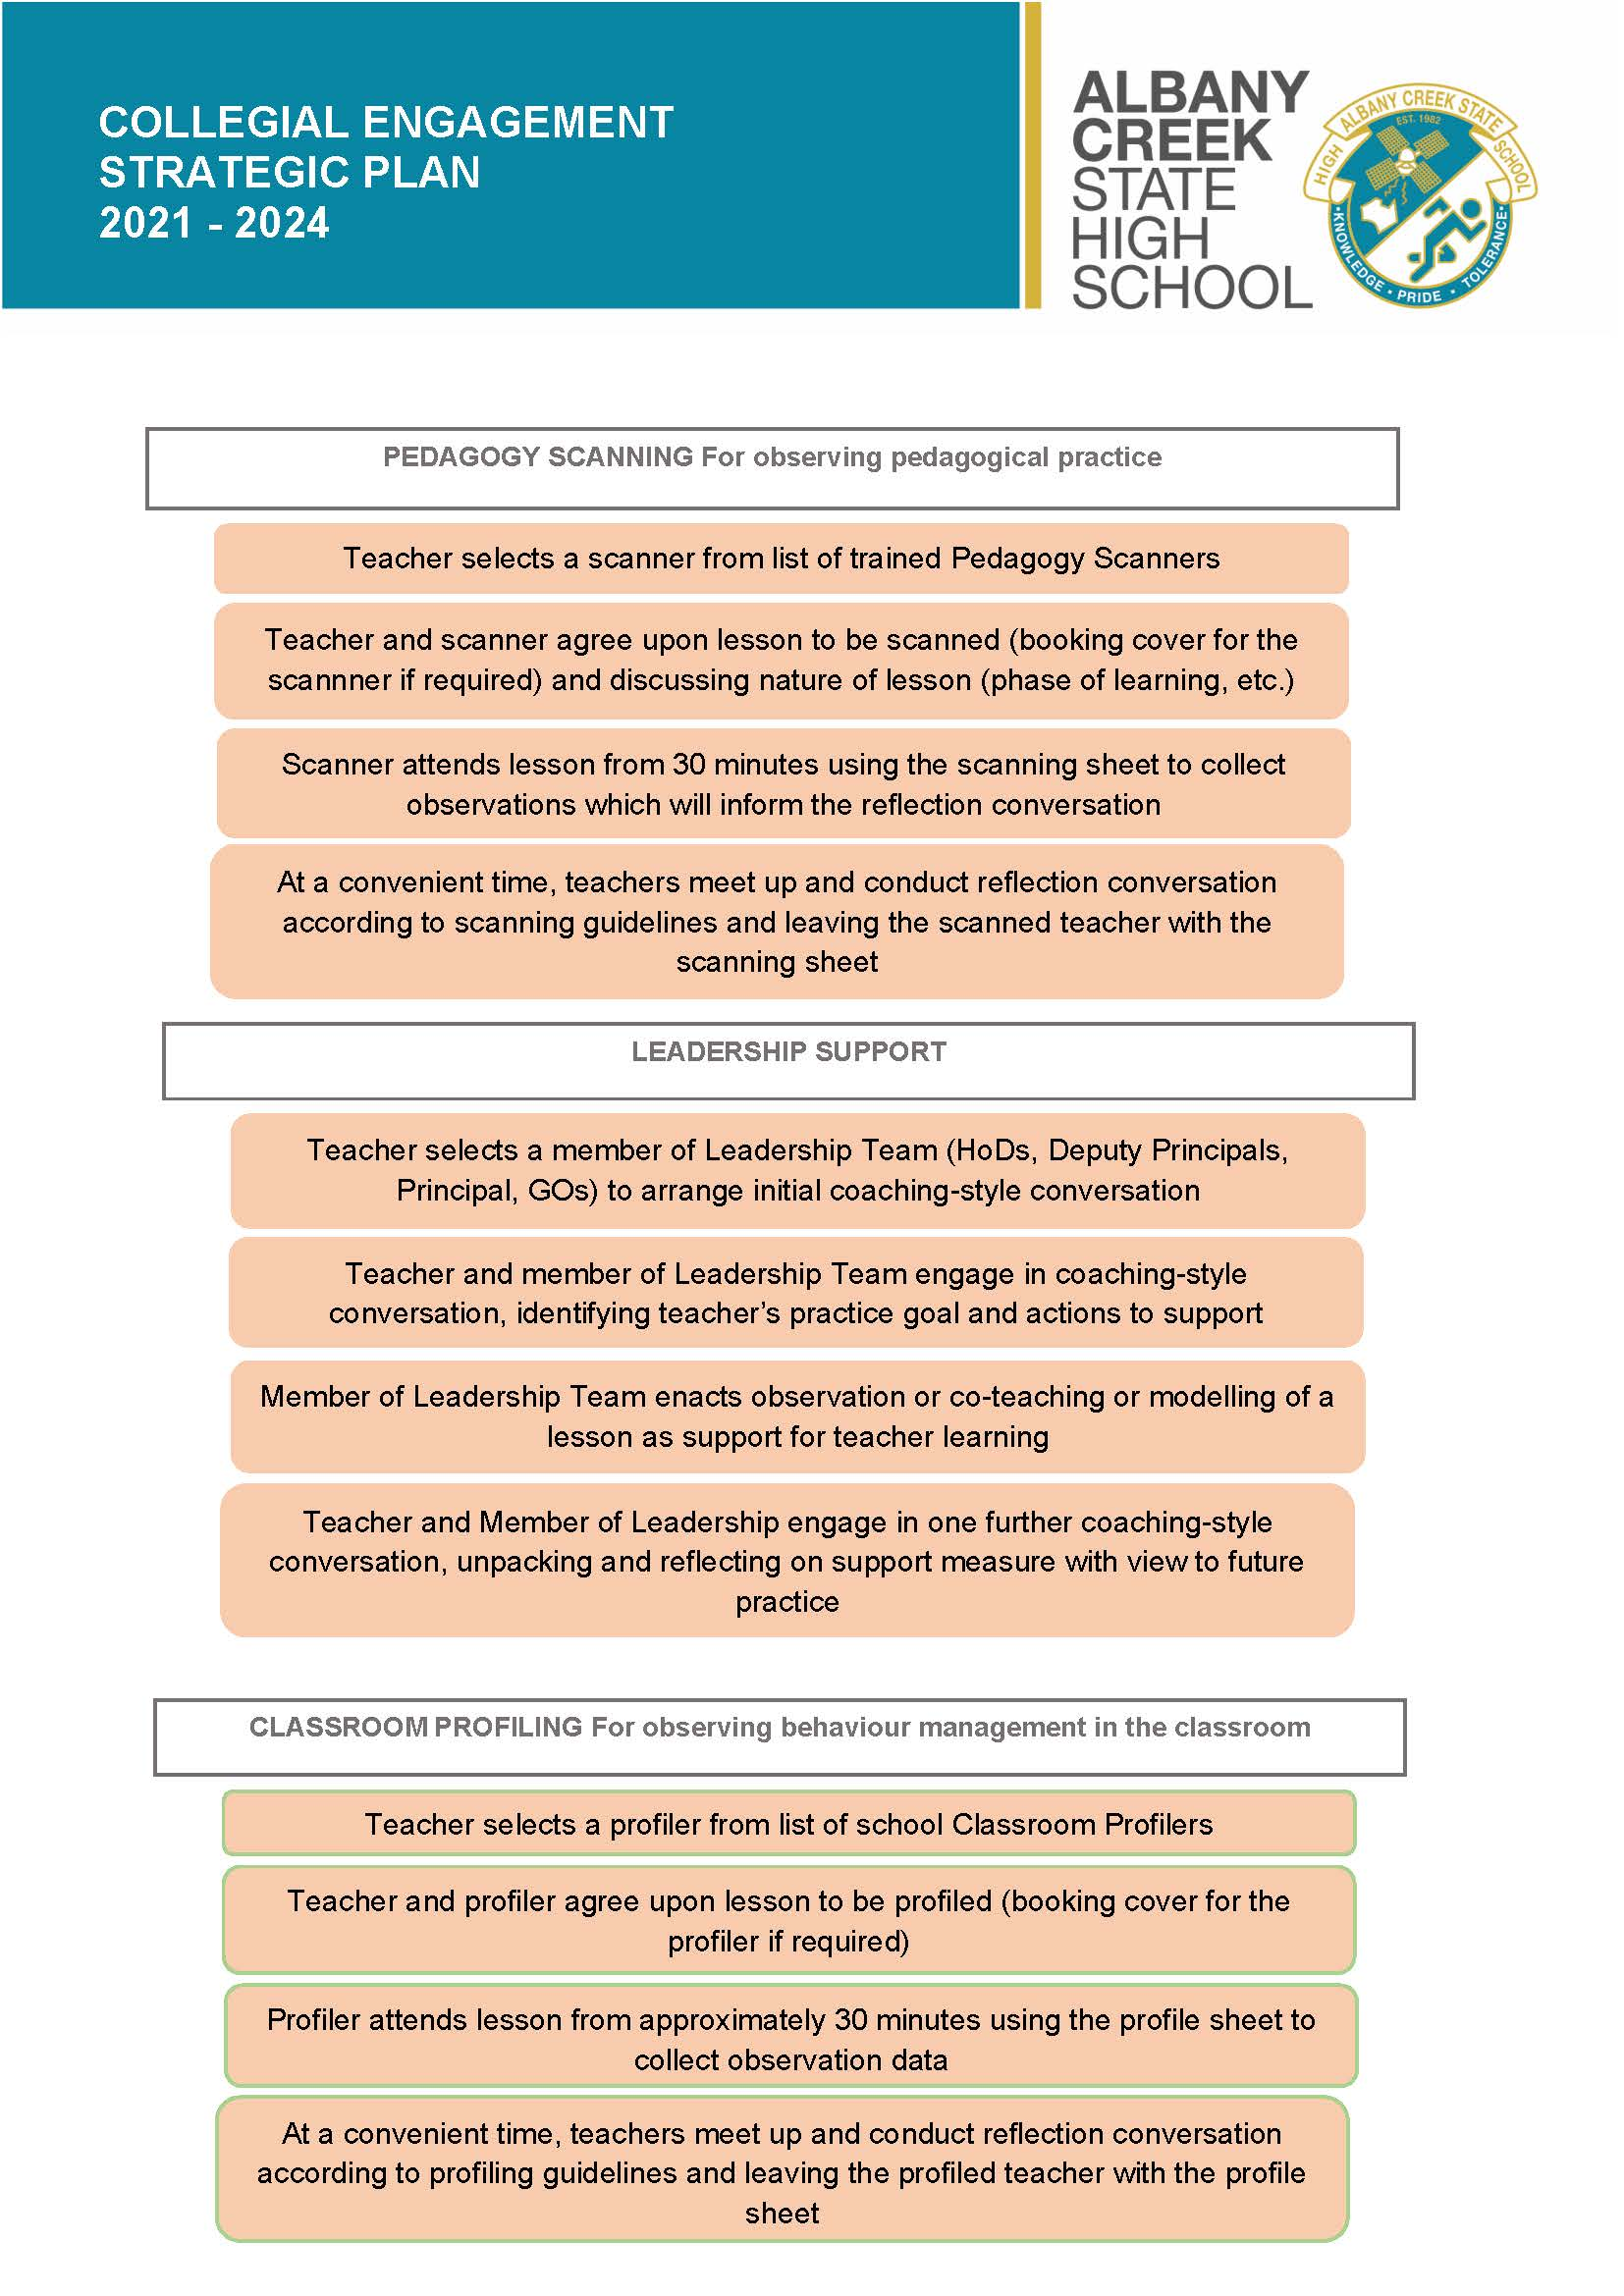 COLLEGIAL ENGAGEMENT
STRATEGIC PLAN
2021 - 2024
ALBANY
CREEK
STATE
HIGH
SCHOOL
HIGH ALBANY CREEK STATE SCHOOL
EST. 1982
•KNOWLEDGE • PRIDE • TOLERANCE•
PEDAGOGY SCANNING For observing pedagogical practice
Teacher selects a scanner from list of trained Pedagogy Scanners
Teacher and scanner agree upon lesson to be scanned (booking cover for the
scannner if required) and discussing nature of lesson (phase of learning, etc.)
Scanner attends lesson from 30 minutes using the scanning sheet to collect
observations which will inform the reflection conversation
At a convenient time, teachers meet up and conduct reflection conversation
according to scanning guidelines and leaving the scanned teacher with the
scanning sheet
LEADERSHIP SUPPORT
Teacher selects a member of Leadership Team (HoDs, Deputy Principals,
Principal, GOs) to arrange initial coaching-style conversation
Teacher and member of Leadership Team engage in coaching-style
conversation, identifying teacher’s practice goal and actions to support
Member of Leadership Team enacts observation or co-teaching or modelling of a
lesson as support for teacher learning
Teacher and Member of Leadership engage in one further coaching-style
conversation, unpacking and reflecting on support measure with view to future
practice
CLASSROOM PROFILING For observing behaviour management in the classroom
Teacher selects a profiler from list of school Classroom Profilers
Teacher and profiler agree upon lesson to be profiled (booking cover for the
profiler if required)
Profiler attends lesson from approximately 30 minutes using the profile sheet to
collect observation data
At a convenient time, teachers meet up and conduct reflection conversation
according to profiling guidelines and leaving the profiled teacher with the profile
sheet